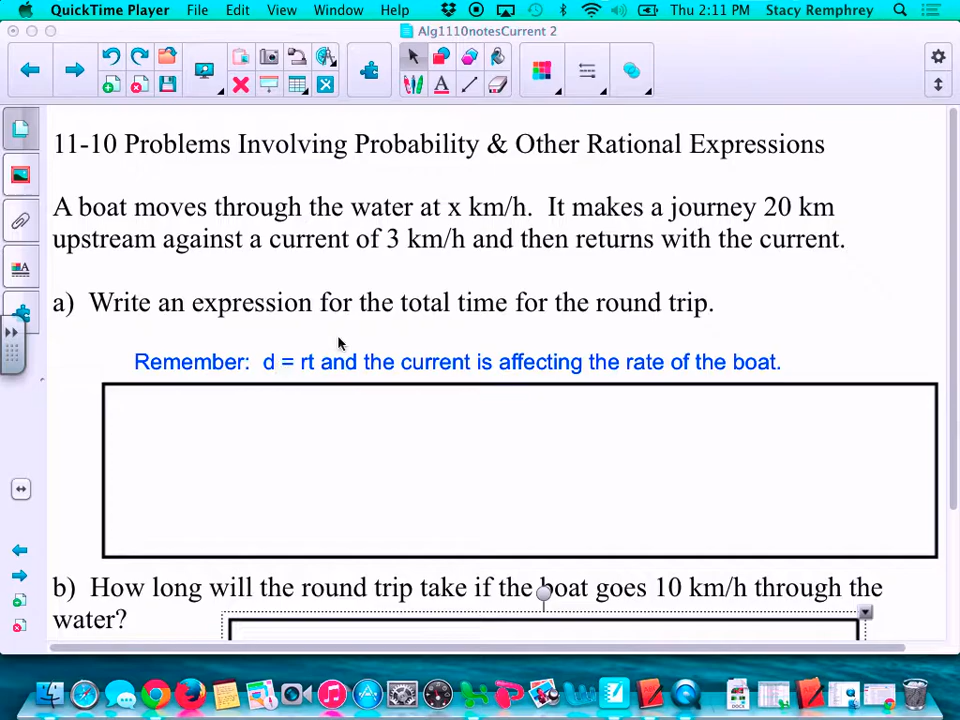 QuickTime Player File Edit View Window Help Thu 2:11 PM Stacy Remphrey
Alg1110notesCurrent 2
11-10 Problems Involving Probability & Other Rational Expressions
A boat moves through the water at x km/h. It makes a journey 20 km
upstream against a current of 3 km/h and then returns with the current.
a) Write an expression for the total time for the round trip.
Remember: d = rt and the current is affecting the rate of the boat.
b) How long will the round trip take if the boat goes 10 km/h through the
water?